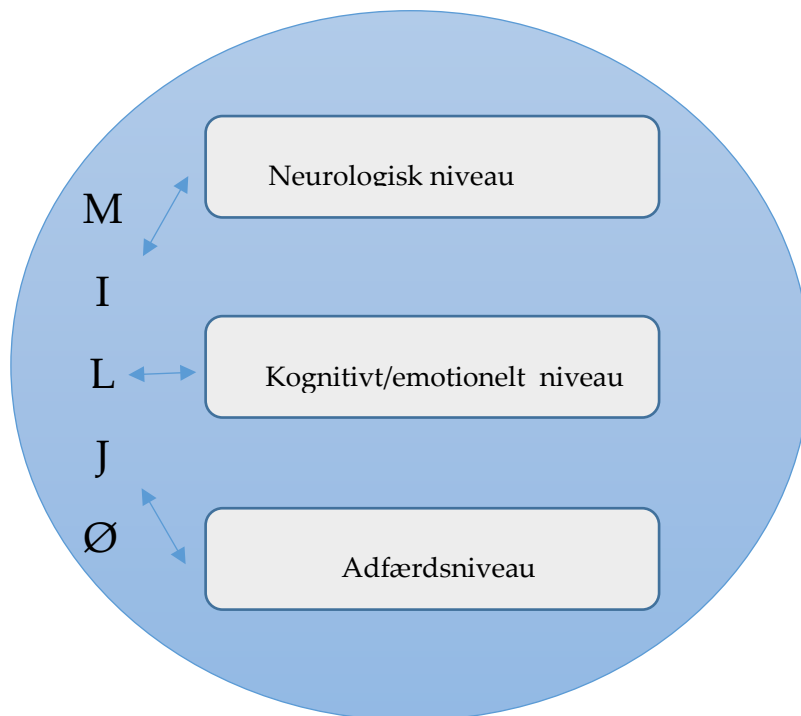 Neurologisk niveau
M
I
L
Kognitivt/emotionelt niveau
J
Ø
Adfærdsniveau